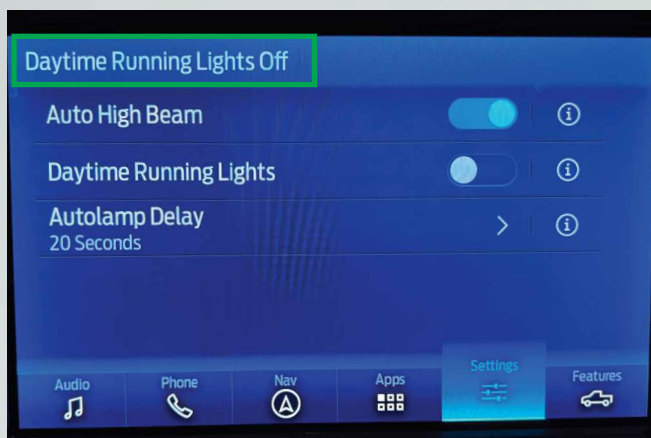 Daytime Running Lights Off
Auto High Beam
Daytime Running Lights
Autolamp Delay
20 Seconds
Audio
Phone
Nav
Apps
Settings
Features